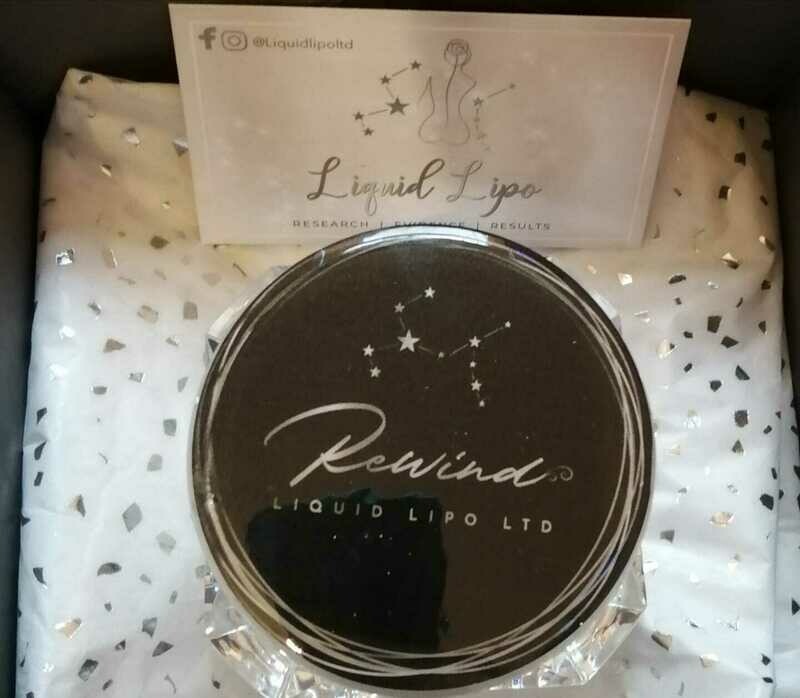 @Liquidlipoltd
Liquid Lipo
RESEARCH | EVIDENCE | RESULTS
Rewind
LIQUID LIPO LTD